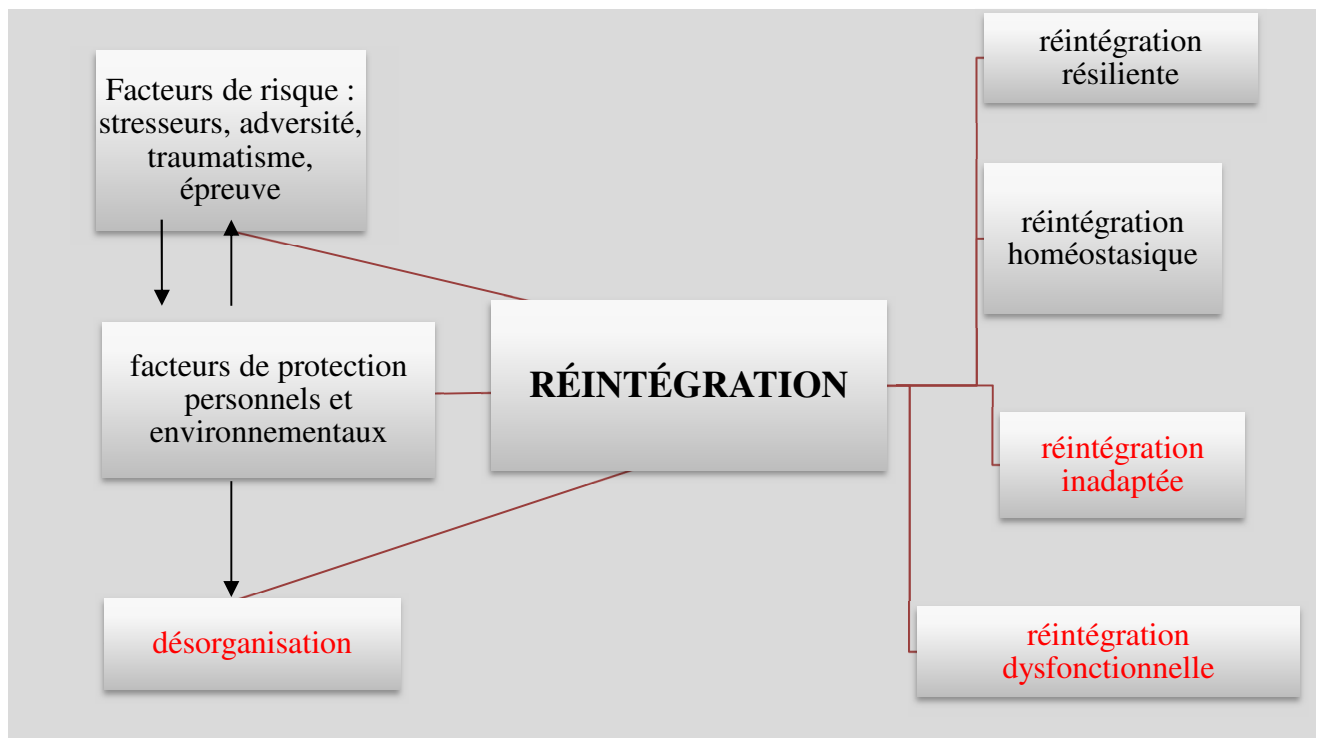 Facteurs de risque :
stresseurs, adversité,
traumatisme,
épreuve
facteurs de protection
personnels et
environnementaux
désorganisation
RÉINTÉGRATION
réintégration
résiliente
réintégration
homéostasique
réintégration
inadaptée
réintégration
dysfonctionnelle